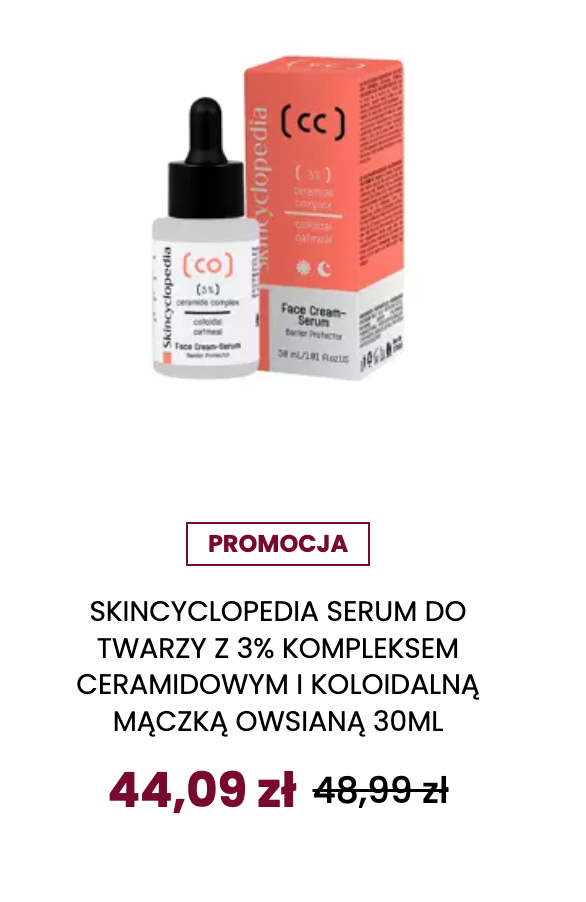 (cc)
Skincyclopedia
(3%)
ceramide
complex
colloidal
oatmeal
Face Cream-
Serum
Barrier Protector
30 mL/1.01 fl.oz.US
Skincyclopedia
(co)
(3%)
ceramide complex
colloidal
oatmeal
Face Cream-Serum
Barrier Protector
PROMOCJA
SKINCYCLOPEDIA SERUM DO
TWARZY Z 3% KOMPLEKSEM
CERAMIDOWYM I KOLOIDALNĄ
MĄCZKĄ OWSIANĄ 30ML
44,09 zł 48,99 zł